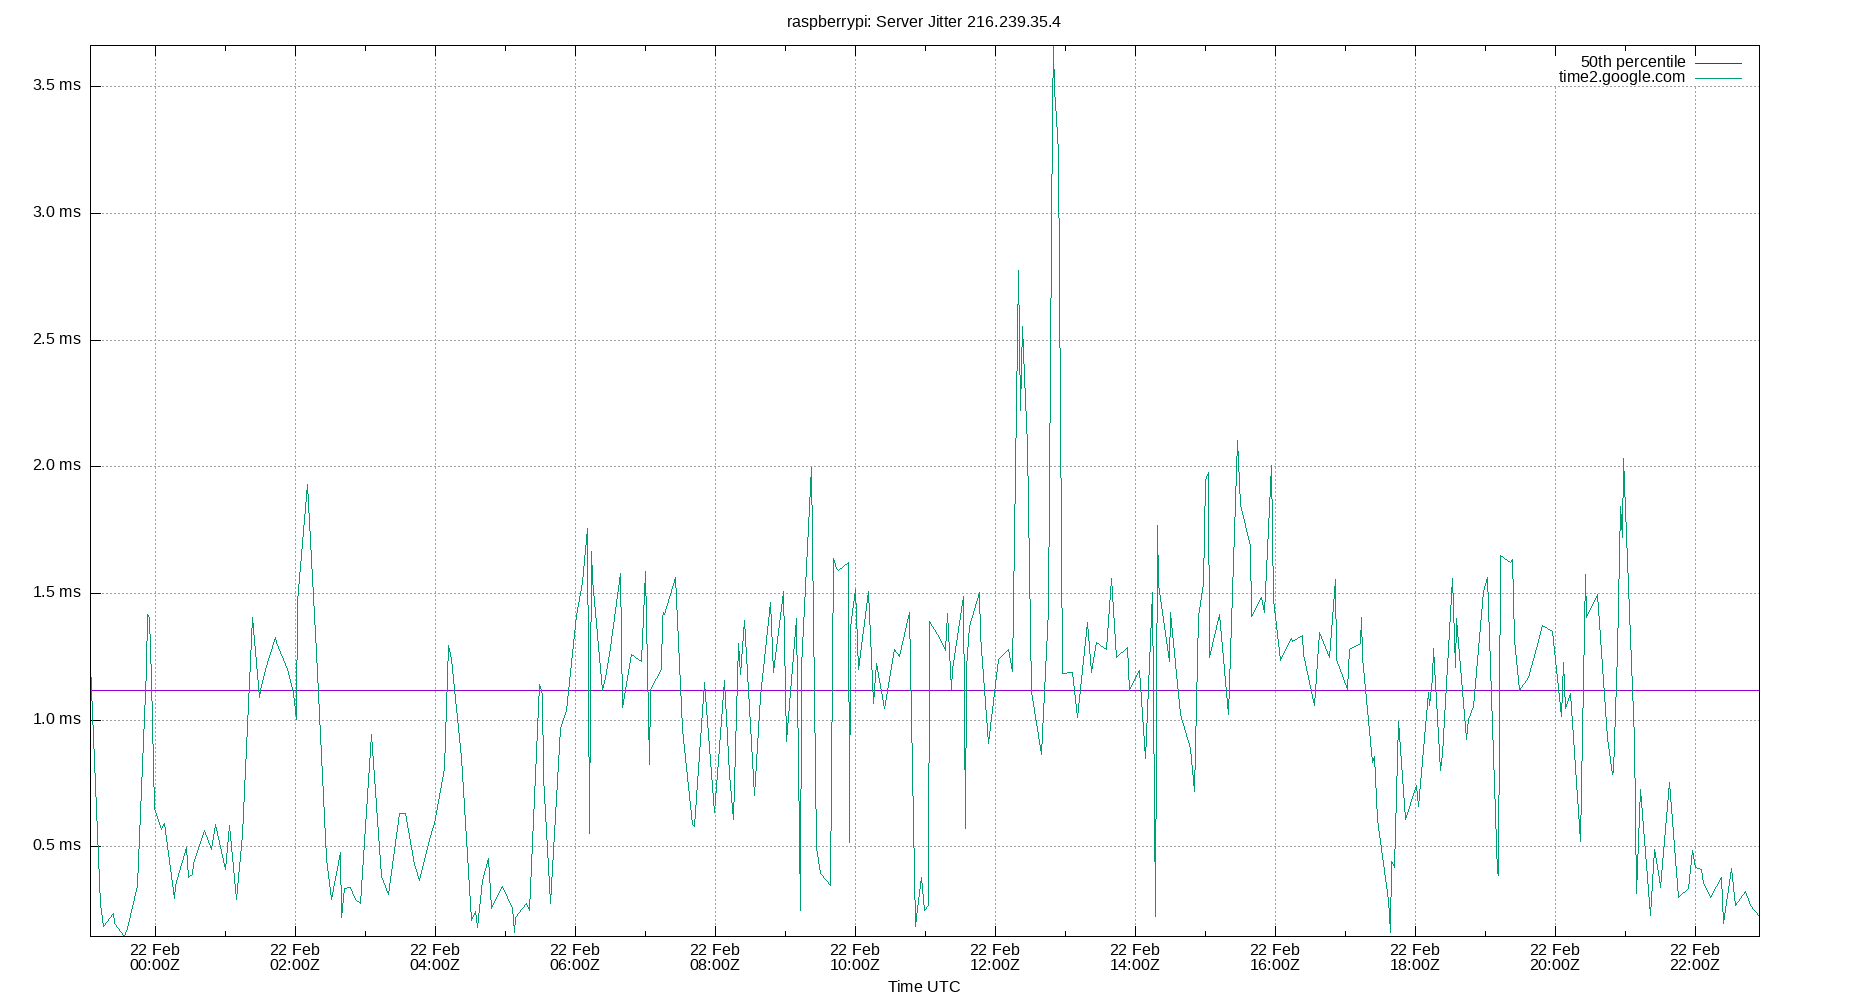 raspberrypi: Server Jitter 216.239.35.4
50th percentile
time2.google.com
3.5 ms
3.0 ms
2.5 ms
2.0 ms
1.5 ms
1.0 ms
0.5 ms
22 Feb 22 Feb 22 Feb 22 Feb 22 Feb 22 Feb 22 Feb 22 Feb 22 Feb 22 Feb 22 Feb 22 Feb
00:00Z 02:00Z 04:00Z 06:00Z 08:00Z 10:00Z 12:00Z 14:00Z 16:00Z 18:00Z 20:00Z 22:00Z
Time UTC